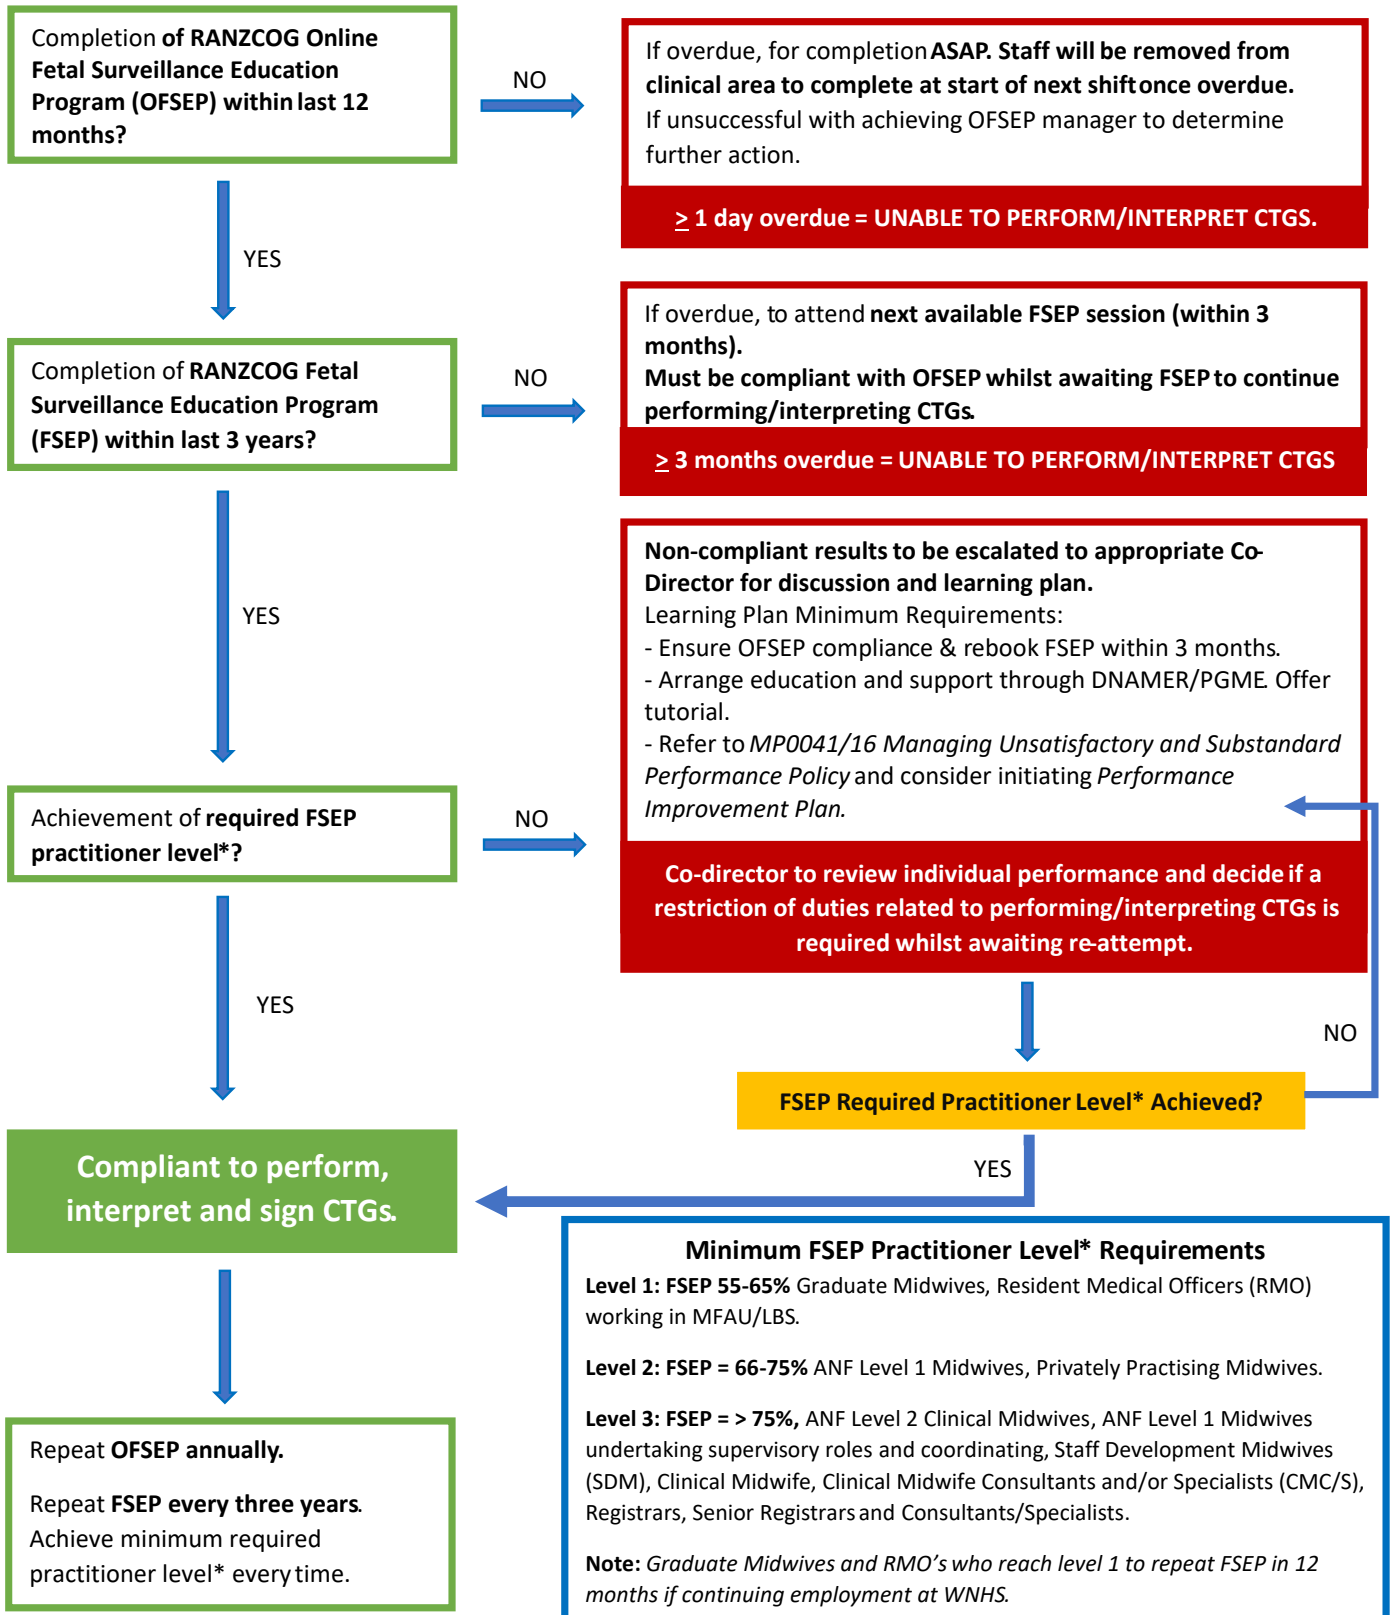 Completion of RANZCOG Online
Fetal Surveillance Education
Program (OFSEP) within last 12
months?
NO
If overdue, for completion ASAP. Staff will be removed from
clinical area to complete at start of next shift once overdue.
If unsuccessful with achieving OFSEP manager to determine
further action.
≥ 1 day overdue = UNABLE TO PERFORM/INTERPRET CTGS.
YES
Completion of RANZCOG Fetal
Surveillance Education Program
(FSEP) within last 3 years?
NO
If overdue, to attend next available FSEP session (within 3
months).
Must be compliant with OFSEP whilst awaiting FSEP to continue
performing/interpreting CTGs.
≥ 3 months overdue = UNABLE TO PERFORM/INTERPRET CTGS
YES
Achievement of required FSEP
practitioner level*?
NO
Non-compliant results to be escalated to appropriate Co-
Director for discussion and learning plan.
Learning Plan Minimum Requirements:
- Ensure OFSEP compliance & rebook FSEP within 3 months.
- Arrange education and support through DNAMER/PGME. Offer
tutorial.
- Refer to MP0041/16 Managing Unsatisfactory and Substandard
Performance Policy and consider initiating Performance
Improvement Plan.
Co-director to review individual performance and decide if a
restriction of duties related to performing/interpreting CTGs is
required whilst awaiting re-attempt.
YES
NO
FSEP Required Practitioner Level* Achieved?
YES
Compliant to perform,
interpret and sign CTGs.
Repeat OFSEP annually.
Repeat FSEP every three years.
Achieve minimum required
practitioner level* every time.
Minimum FSEP Practitioner Level* Requirements
Level 1: FSEP 55-65% Graduate Midwives, Resident Medical Officers (RMO)
working in MFAU/LBS.
Level 2: FSEP = 66-75% ANF Level 1 Midwives, Privately Practising Midwives.
Level 3: FSEP = > 75%, ANF Level 2 Clinical Midwives, ANF Level 1 Midwives
undertaking supervisory roles and coordinating, Staff Development Midwives
(SDM), Clinical Midwife, Clinical Midwife Consultants and/or Specialists (CMC/S),
Registrars, Senior Registrars and Consultants/Specialists.
Note: Graduate Midwives and RMO's who reach level 1 to repeat FSEP in 12
months if continuing employment at WNHS.